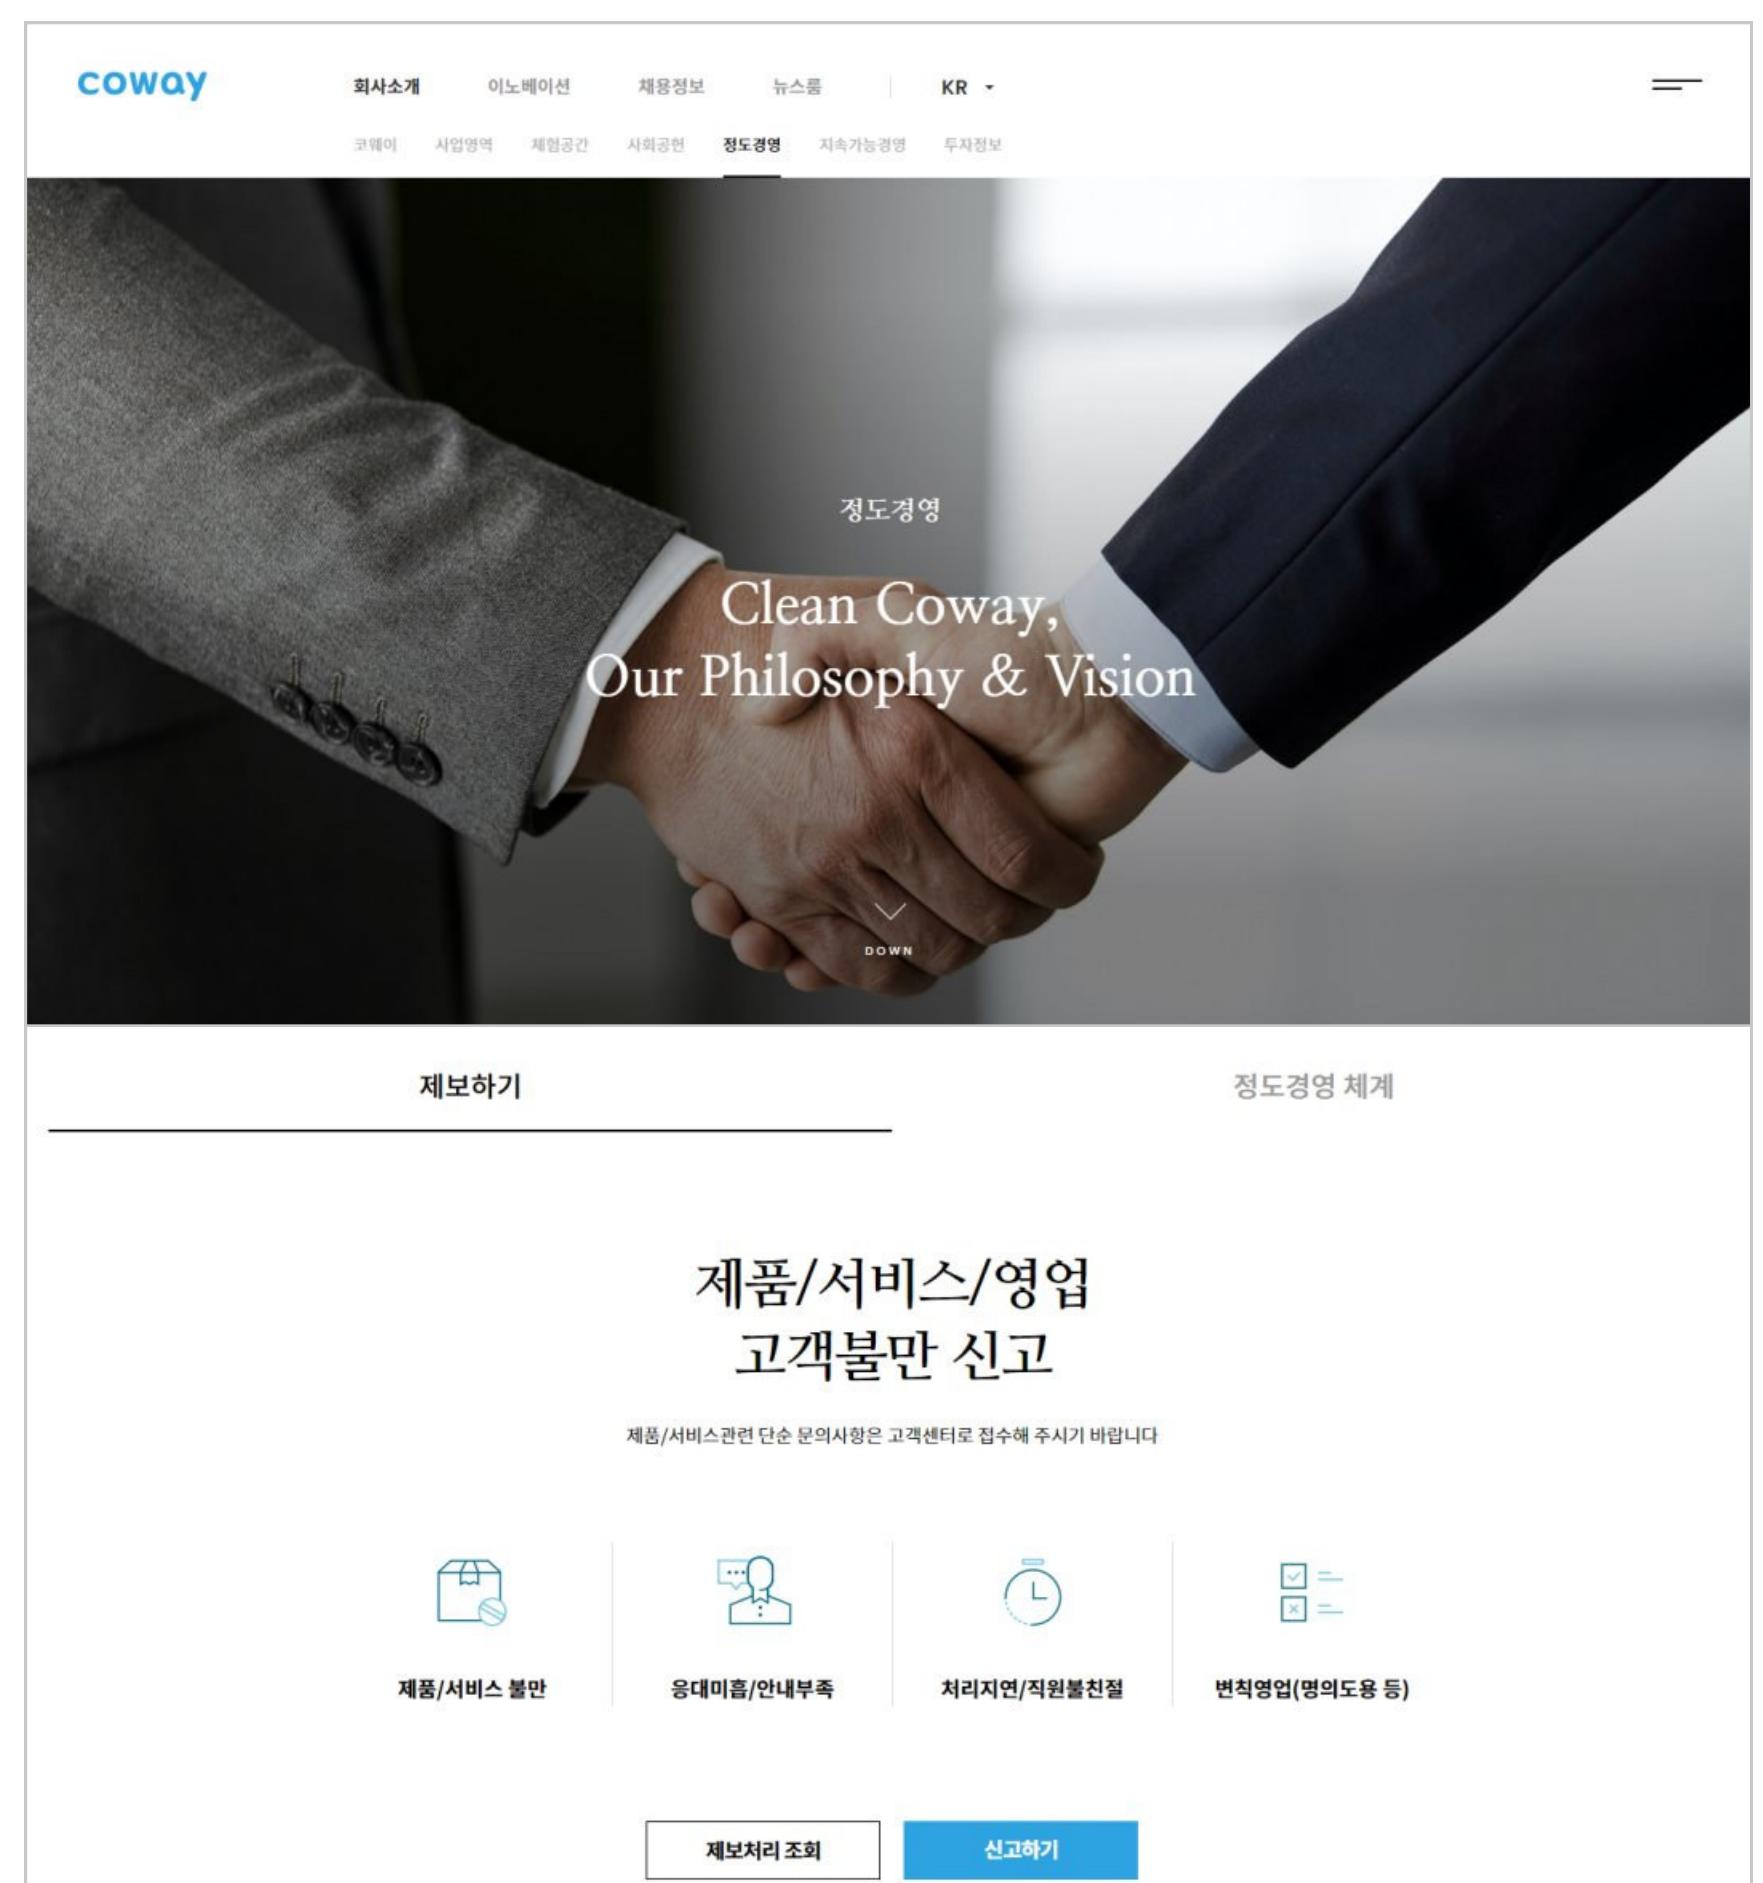 coway
회사소개 이노베이션 채용정보 뉴스룸 KR
코웨이 사업영역 체험공간 사회공헌 정도경영 지속가능경영 투자정보
정도경영
Clean Coway,
Our Philosophy & Vision
DOWN
제보하기 정도경영 체계
제품/서비스/영업
고객불만 신고
제품/서비스관련 단순 문의사항은 고객센터로 접수해 주시기 바랍니다
제품/서비스 불만 응대미흡/안내부족 처리지연/직원불친절 변칙영업(명의도용 등)
제보처리 조회 신고하기